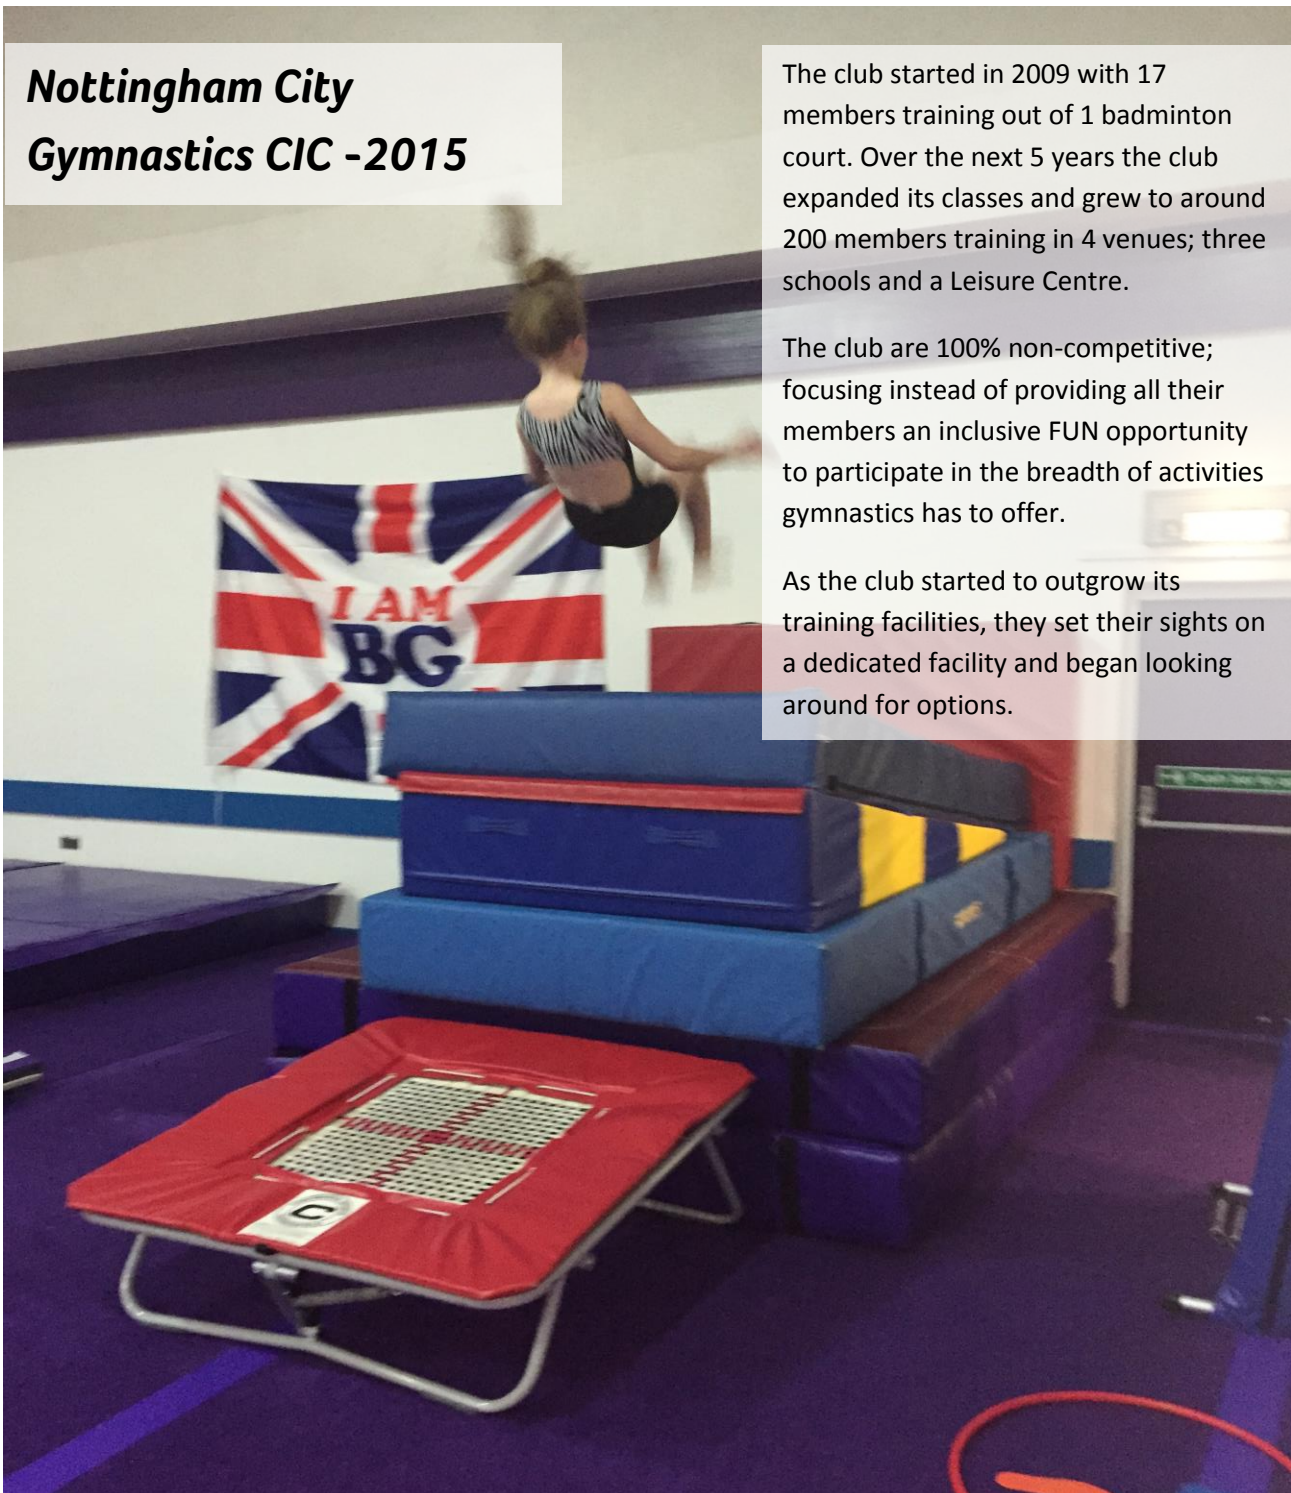 Nottingham City
Gymnastics CIC -2015
The club started in 2009 with 17
members training out of 1 badminton
court. Over the next 5 years the club
expanded its classes and grew to around
200 members training in 4 venues; three
schools and a Leisure Centre.
The club are 100% non-competitive;
focusing instead of providing all their
members an inclusive FUN opportunity
to participate in the breadth of activities
gymnastics has to offer.
As the club started to outgrow its
training facilities, they set their sights on
a dedicated facility and began looking
around for options.
I AM
BG
C